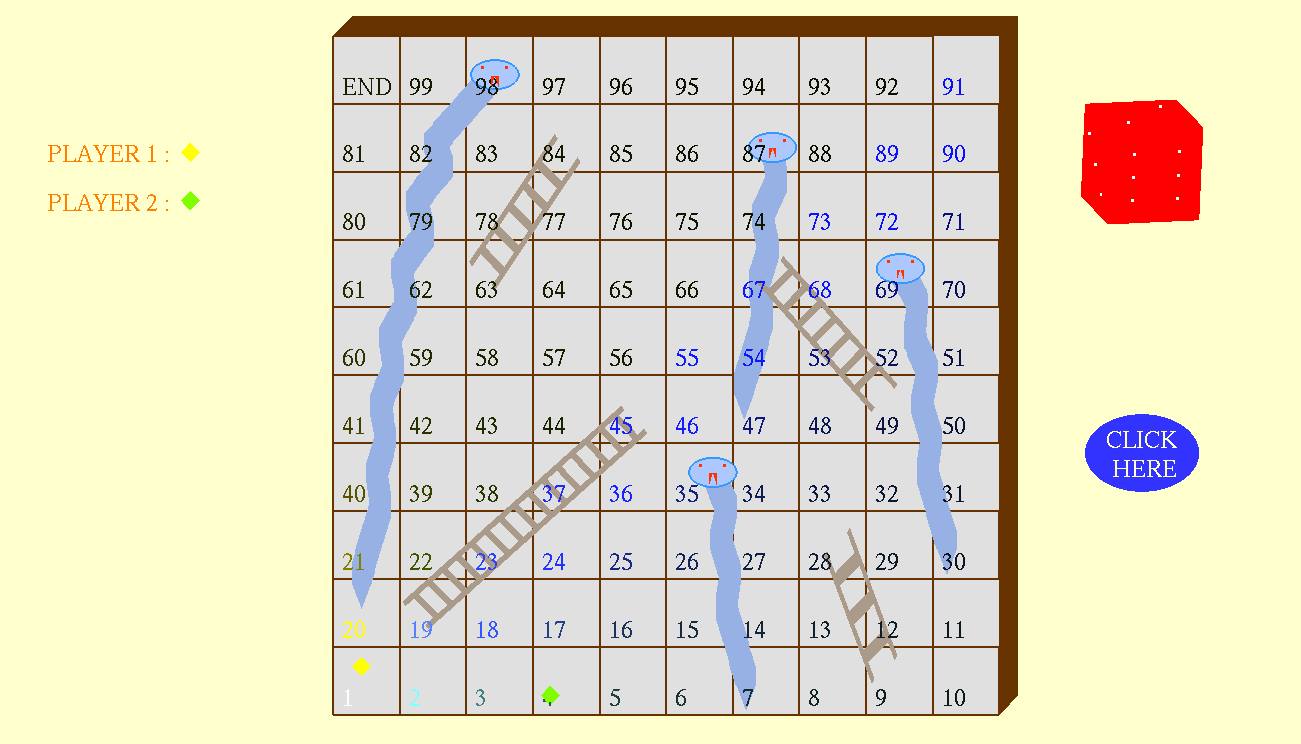 END 99 98 97 96 95 94 93 92 91
PLAYER 1 :
81 82 83 84 85 86 87 88 89 90
PLAYER 2 :
80 79 78 77 76 75 74 73 72 71
61 62 63 64 65 66 67 68 69 70
60 59 58 57 56 55 54 53 52 51
41 42 43 44 45 46 47 48 49 50
CLICK
HERE
40 39 38 37 36 35 34 33 32 31
21 22 23 24 25 26 27 28 29 30
20 19 18 17 16 15 14 13 12 11
1 2 3 4 5 6 7 8 9 10